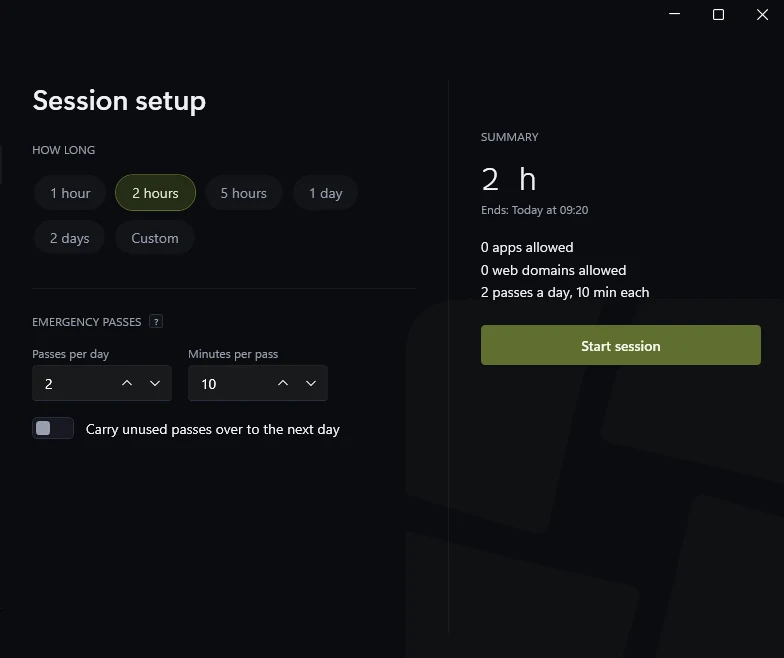 Session setup
HOW LONG
1 hour
2 hours
5 hours
1 day
2 days
Custom
EMERGENCY PASSES ?
Passes per day
Minutes per pass
2
10
Carry unused passes over to the next day
SUMMARY
2 h
Ends: Today at 09:20
0 apps allowed
0 web domains allowed
2 passes a day, 10 min each
Start session